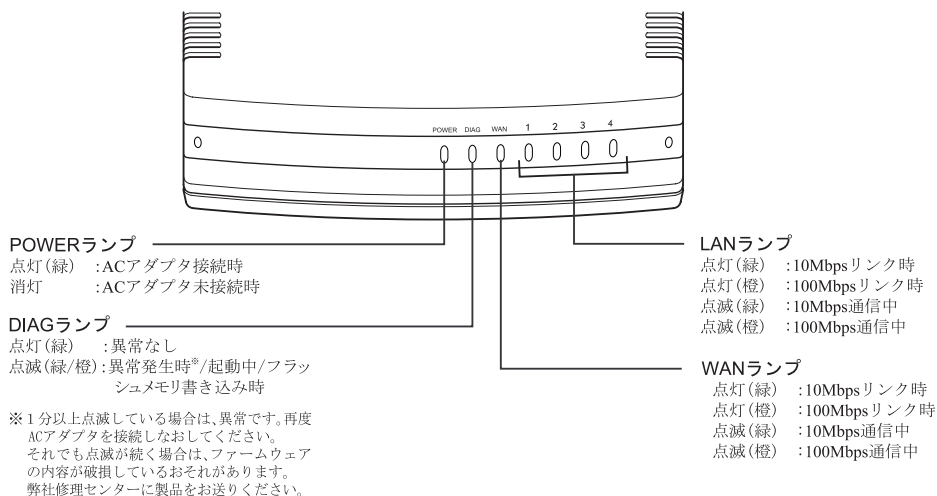 POWER DIAG WAN 1 2 3 4
POWERランプ
点灯(緑) :ACアダプタ接続時
消灯 :ACアダプタ未接続時
DIAGランプ
点灯(緑) :異常なし
点滅(緑/橙):異常発生時※/起動中/フラッ
シュメモリ書き込み時
※1分以上点滅している場合は、異常です。再度
ACアダプタを接続しなおしてください。
それでも点滅が続く場合は、ファームウェア
の内容が破損しているおそれがあります。
弊社修理センターに製品をお送りください。
LANランプ
点灯(緑) :10Mbpsリンク時
点灯(橙) :100Mbpsリンク時
点滅(緑) :10Mbps通信中
点滅(橙) :100Mbps通信中
WANランプ
点灯(緑) :10Mbpsリンク時
点灯(橙) :100Mbpsリンク時
点滅(緑) :10Mbps通信中
点滅(橙) :100Mbps通信中